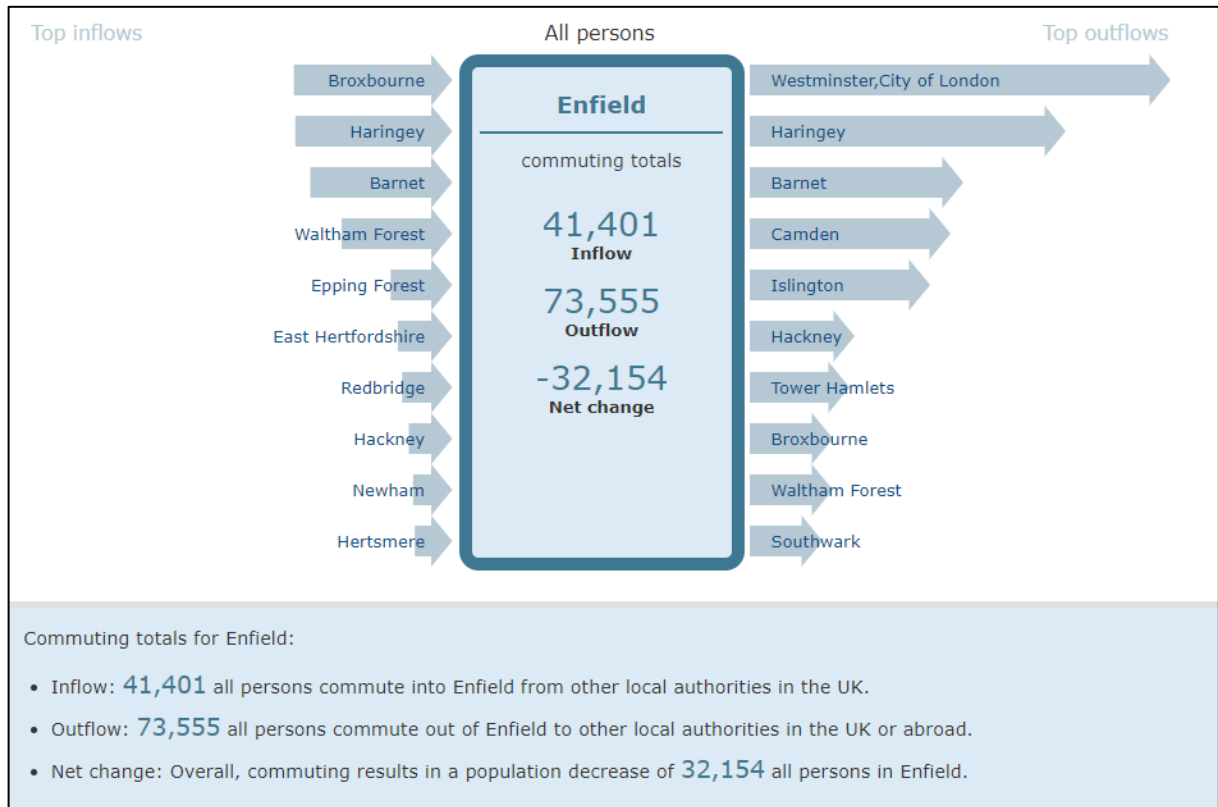 Top inflows
All persons
Top outflows
Broxbourne
Haringey
Barnet
Waltham Forest
Epping Forest
East Hertfordshire
Redbridge
Hackney
Newham
Hertsmere
Enfield
commuting totals
41,401
Inflow
73,555
Outflow
-32,154
Net change
Westminster,City of London
Haringey
Barnet
Camden
Islington
Hackney
Tower Hamlets
Broxbourne
Waltham Forest
Southwark
Commuting totals for Enfield:
• Inflow: 41,401 all persons commute into Enfield from other local authorities in the UK.
• Outflow: 73,555 all persons commute out of Enfield to other local authorities in the UK or abroad.
• Net change: Overall, commuting results in a population decrease of 32,154 all persons in Enfield.